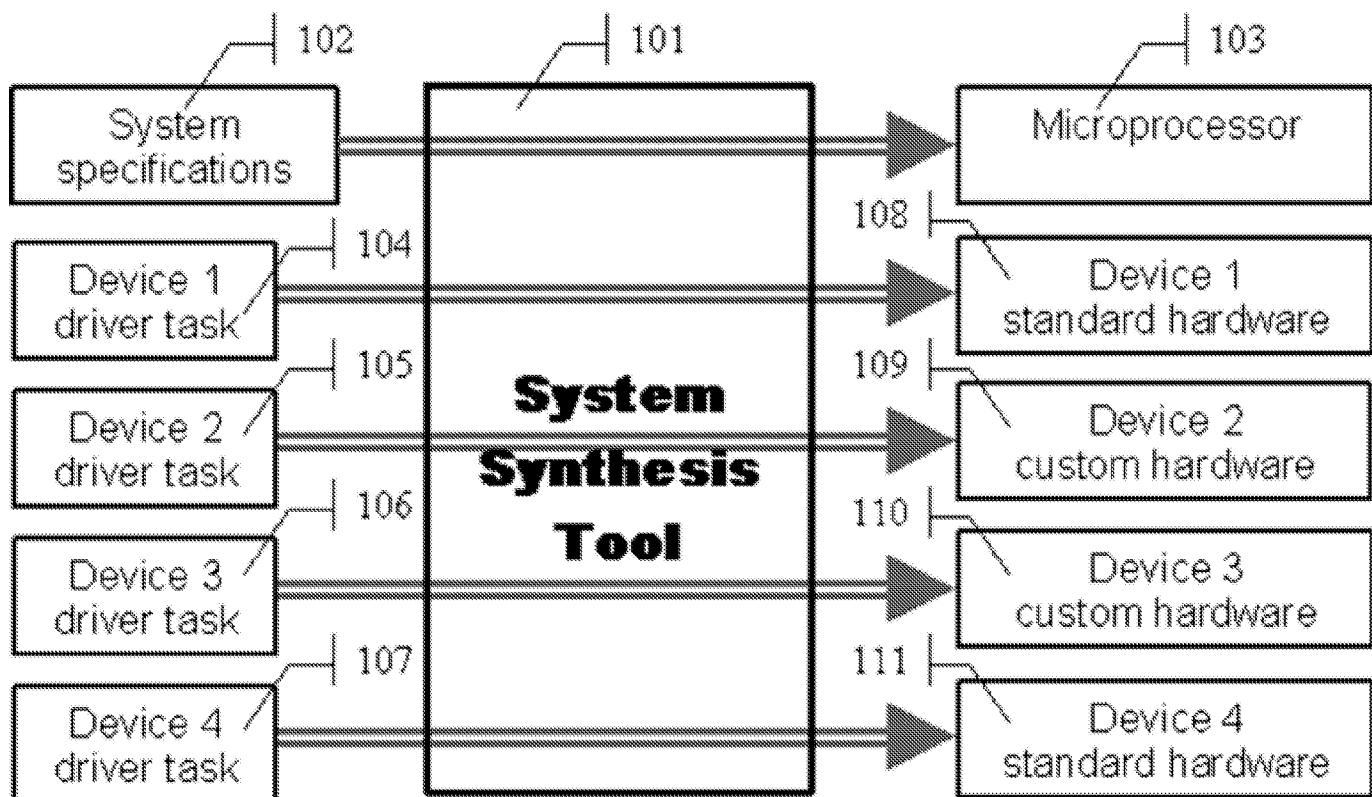 102
101
103
System
specifications
Microprocessor
104
108
Device 1
driver task
Device 1
standard hardware
105
109
Device 2
driver task
System
Synthesis
Tool
Device 2
custom hardware
106
110
Device 3
driver task
Device 3
custom hardware
107
111
Device 4
driver task
Device 4
standard hardware